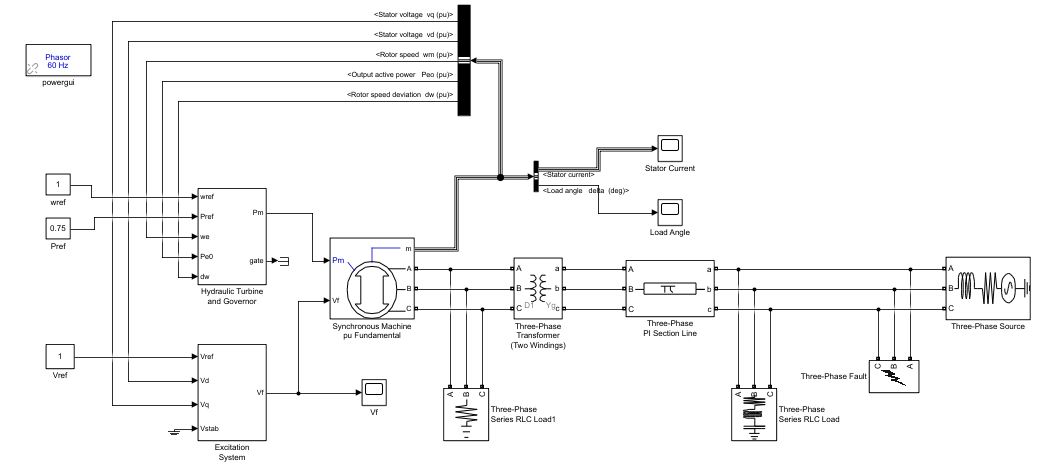 <Stator voltage vq (pu)>
<Stator voltage vd (pu)>
<Rotor speed wm (pu)>
<Output active power Peo (pu)>
<Rotor speed deviation dw (pu)>
Phasor
60 Hz
powergui
1
wref
0.75
Pref
wref
Pref
we
Pe0
dw
Pm
gate
Hydraulic Turbine
and Governor
<Stator current>
<Load angle delta (deg)>
Stator Current
Load Angle
Pm
Vf
m
A
B
C
Synchronous Machine
pu Fundamental
A
B
C
a
b
c
D1
Yg
Three-Phase
Transformer
(Two Windings)
A
B
C
a
b
c
Three-Phase
PI Section Line
A
B
C
Three-Phase Source
C
B
A
Three-Phase Fault
1
Vref
Vref
Vd
Vq
Vstab
Vf
Excitation
System
Vf
A
B
C
Three-Phase
Series RLC Load1
A
B
C
Three-Phase
Series RLC Load